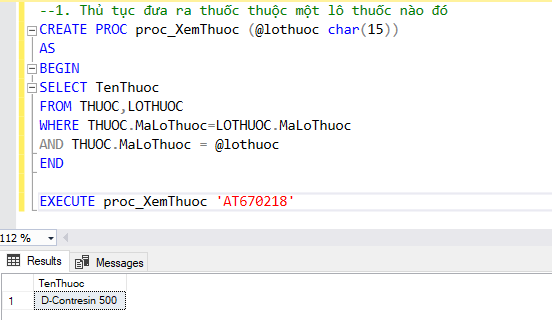 --1. Thủ tục đưa ra thuốc thuộc một lô thuốc nào đó
CREATE PROC proc_XemThuoc (@lothuoc char(15))
AS
BEGIN
SELECT TenThuoc
FROM THUOC,LOTHUOC
WHERE THUOC.MaLoThuoc=LOTHUOC.MaLoThuoc
AND THUOC.MaLoThuoc = @lothuoc
END
EXECUTE proc_XemThuoc 'AT670218'
112 %
Results Messages
TenThuoc
1 D-Contresin 500